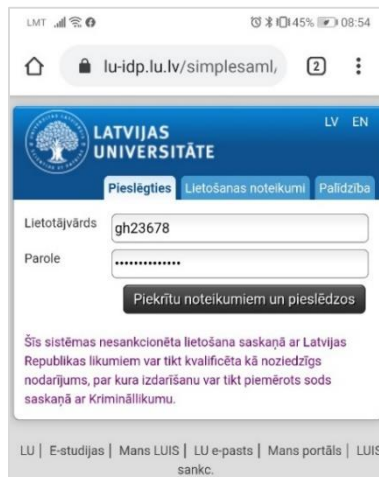 LMT 45% 08:54
lu-idp.lu.lv/simplesaml, 2
LV EN
LATVIJAS
UNIVERSITĀTE
Pieslēgties Lietošanas noteikumi Palīdzība
Lietotājvārds gh23678
Parole ••••••••••••••
Piekrītu noteikumiem un pieslēdzos
Šīs sistēmas nesankcionēta lietošana saskaņā ar Latvijas
Republikas likumiem var tikt kvalificēta kā noziedzīgs
nodarījums, par kura izdarīšanu var tikt piemērots sods
saskaņā ar Krimināllikumu.
LU | E-studijas | Mans LUIS | LU e-pasts | Mans portāls | LUIS
sankc.